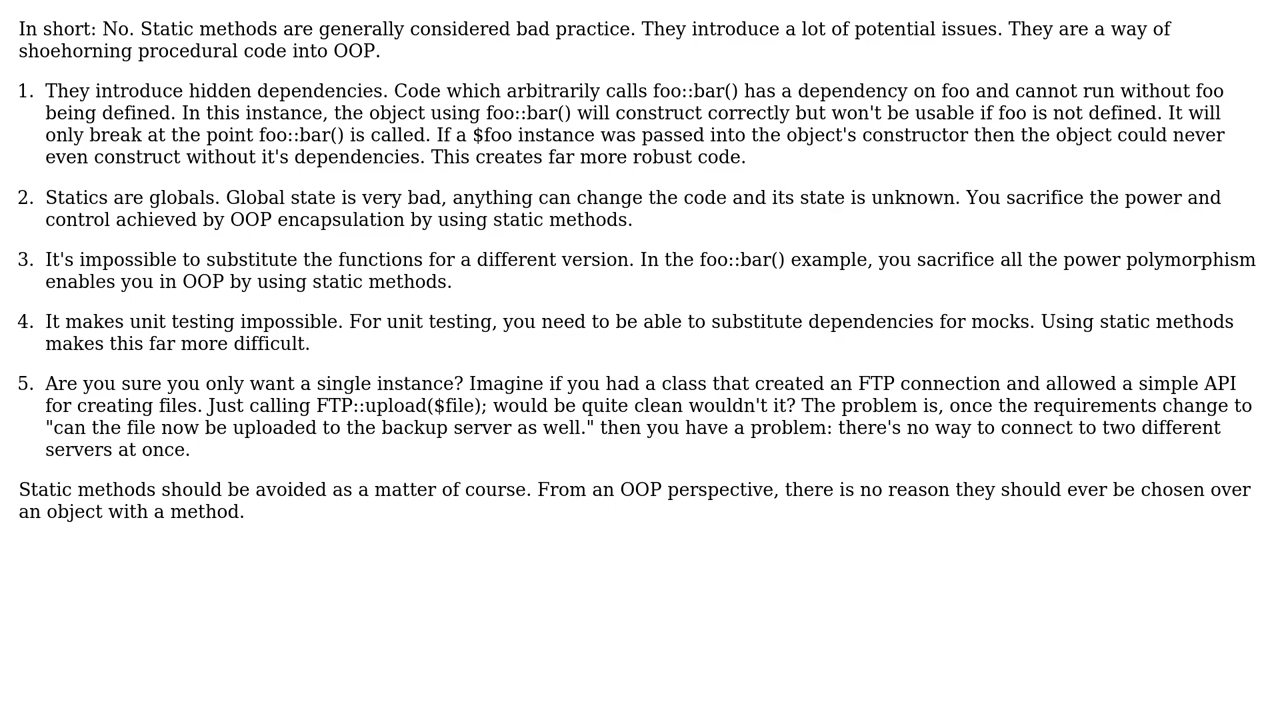 In short: No. Static methods are generally considered bad practice. They introduce a lot of potential issues. They are a way of
shoehorning procedural code into OOP.
1. They introduce hidden dependencies. Code which arbitrarily calls foo::bar() has a dependency on foo and cannot run without foo
being defined. In this instance, the object using foo::bar() will construct correctly but won't be usable if foo is not defined. It will
only break at the point foo::bar() is called. If a $foo instance was passed into the object's constructor then the object could never
even construct without it's dependencies. This creates far more robust code.
2. Statics are globals. Global state is very bad, anything can change the code and its state is unknown. You sacrifice the power and
control achieved by OOP encapsulation by using static methods.
3. It's impossible to substitute the functions for a different version. In the foo::bar() example, you sacrifice all the power polymorphism
enables you in OOP by using static methods.
4. It makes unit testing impossible. For unit testing, you need to be able to substitute dependencies for mocks. Using static methods
makes this far more difficult.
5. Are you sure you only want a single instance? Imagine if you had a class that created an FTP connection and allowed a simple API
for creating files. Just calling FTP::upload($file); would be quite clean wouldn't it? The problem is, once the requirements change to
"can the file now be uploaded to the backup server as well." then you have a problem: there's no way to connect to two different
servers at once.
Static methods should be avoided as a matter of course. From an OOP perspective, there is no reason they should ever be chosen over
an object with a method.